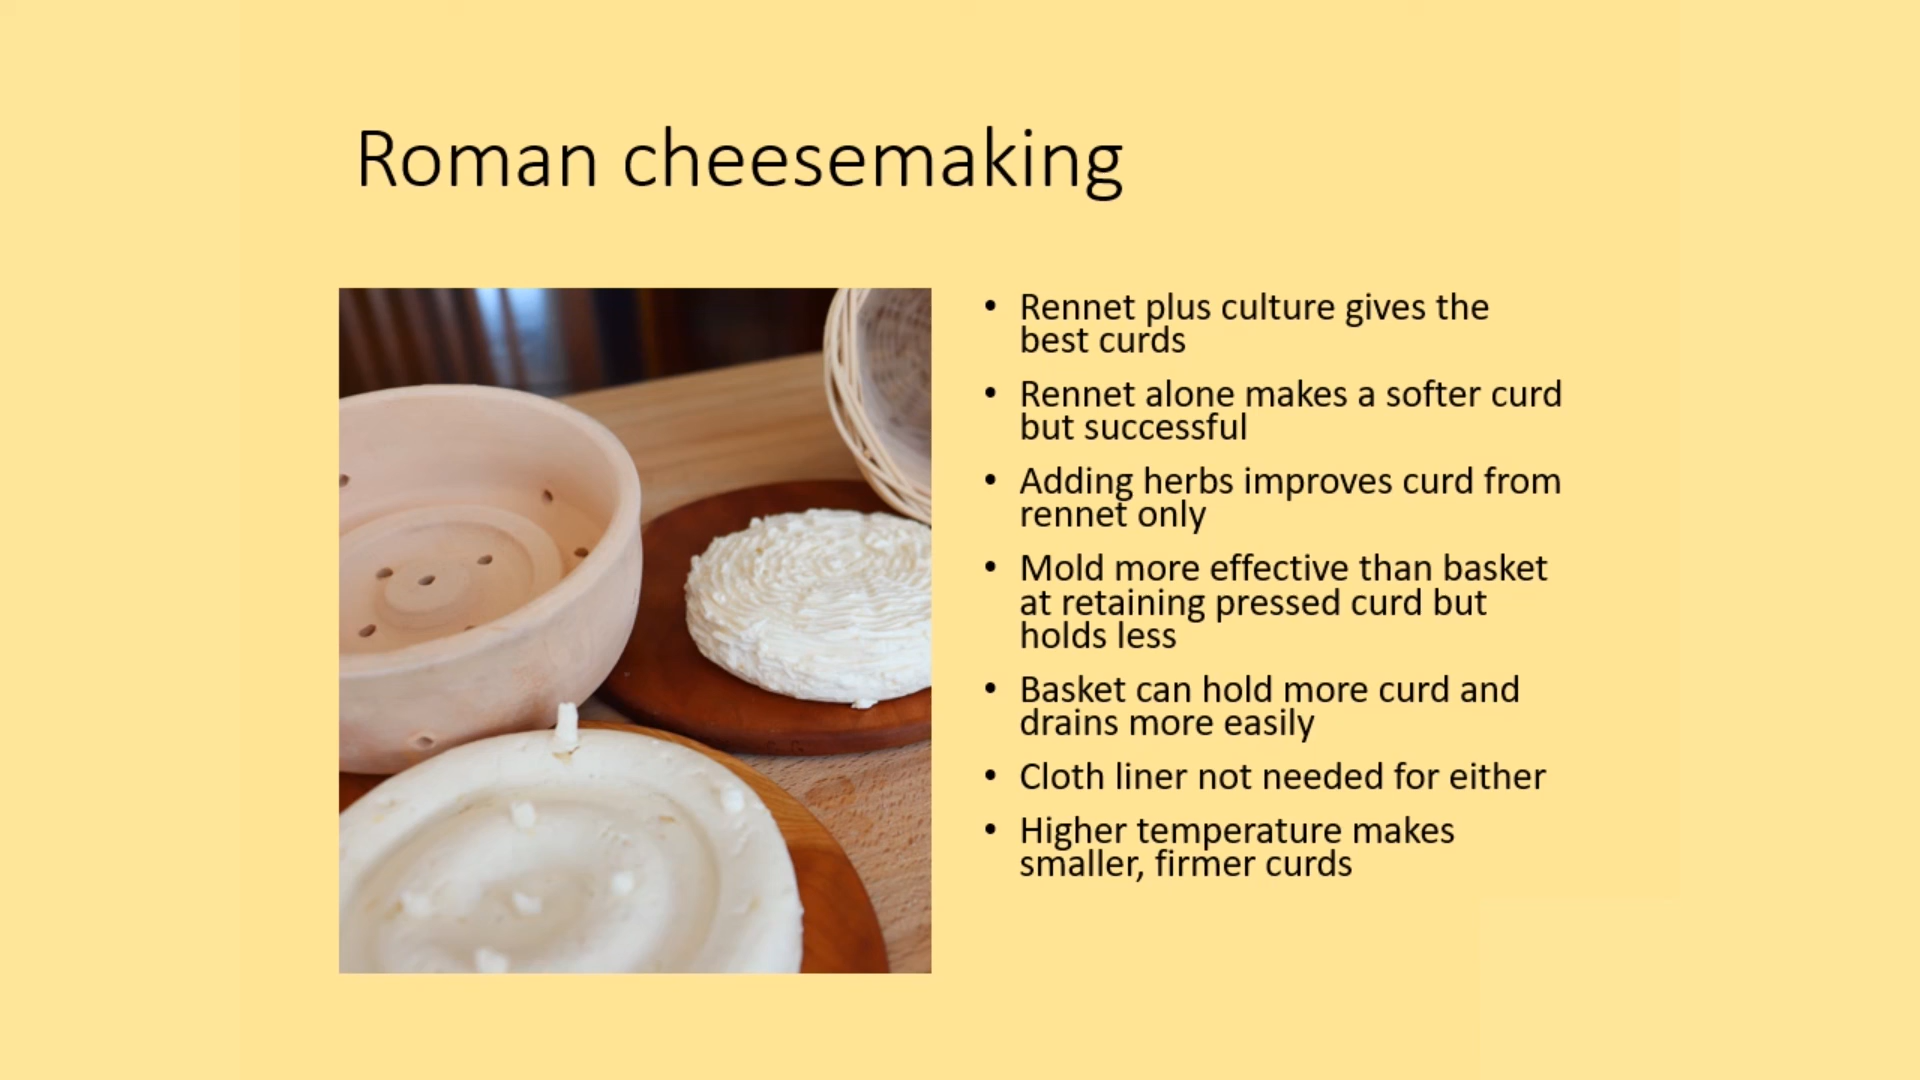 Roman cheesemaking
• Rennet plus culture gives the
best curds
• Rennet alone makes a softer curd
but successful
• Adding herbs improves curd from
rennet only
• Mold more effective than basket
at retaining pressed curd but
holds less
• Basket can hold more curd and
drains more easily
• Cloth liner not needed for either
• Higher temperature makes
smaller, firmer curds